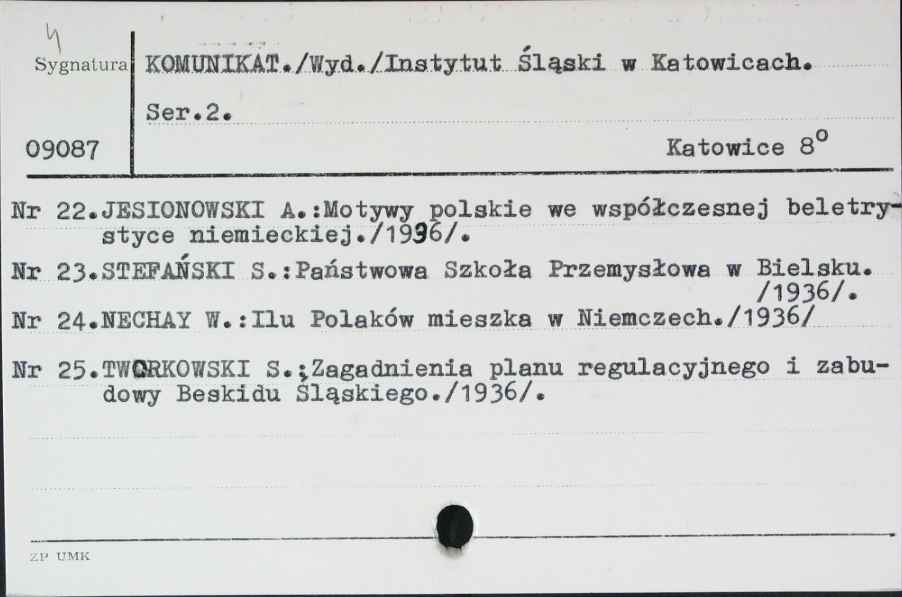 4
Sygnatura
KOMUNIKAT./Wyd./Instytut Śląski w Katowicach.
Ser.2.
09087
Katowice 8°
Nr 22.JESIONOWSKI A.:Motywy polskie we współczesnej beletry-
styce niemieckiej./1936/.
Nr 23.STEFAŃSKI S.:Państwowa Szkoła Przemysłowa w Bielsku.
/1936/.
Nr 24.NECHAY W.:Ilu Polaków mieszka w Niemczech./1936/
Nr 25.TWORKOWSKI S.:Zagadnienia planu regulacyjnego i zabu-
dowy Beskidu Śląskiego./1936/.
ZP UMK